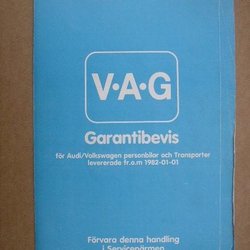 V·A·G
Garantibevis
för Audi/Volkswagen personbilar och Transporter
levererade fr.o.m 1982-01-01
Förvara denna handling
i Servicepärmen